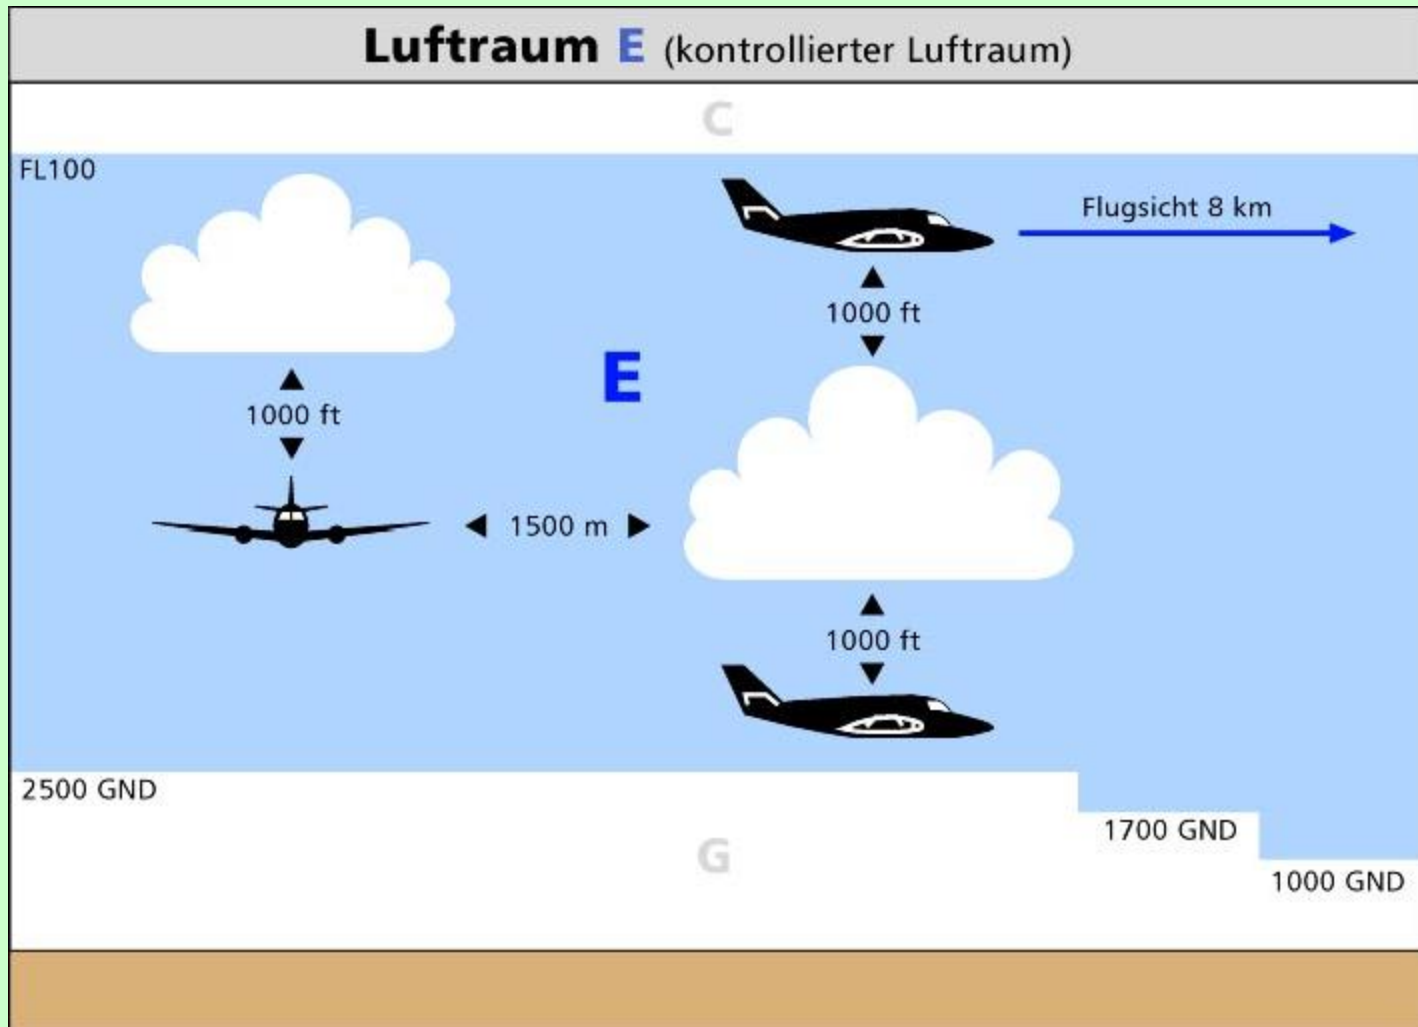 Luftraum E (kontrollierter Luftraum)
C
FL100
Flugsicht 8 km
1000 ft
E
1000 ft
1500 m
1000 ft
2500 GND
1700 GND
G
1000 GND